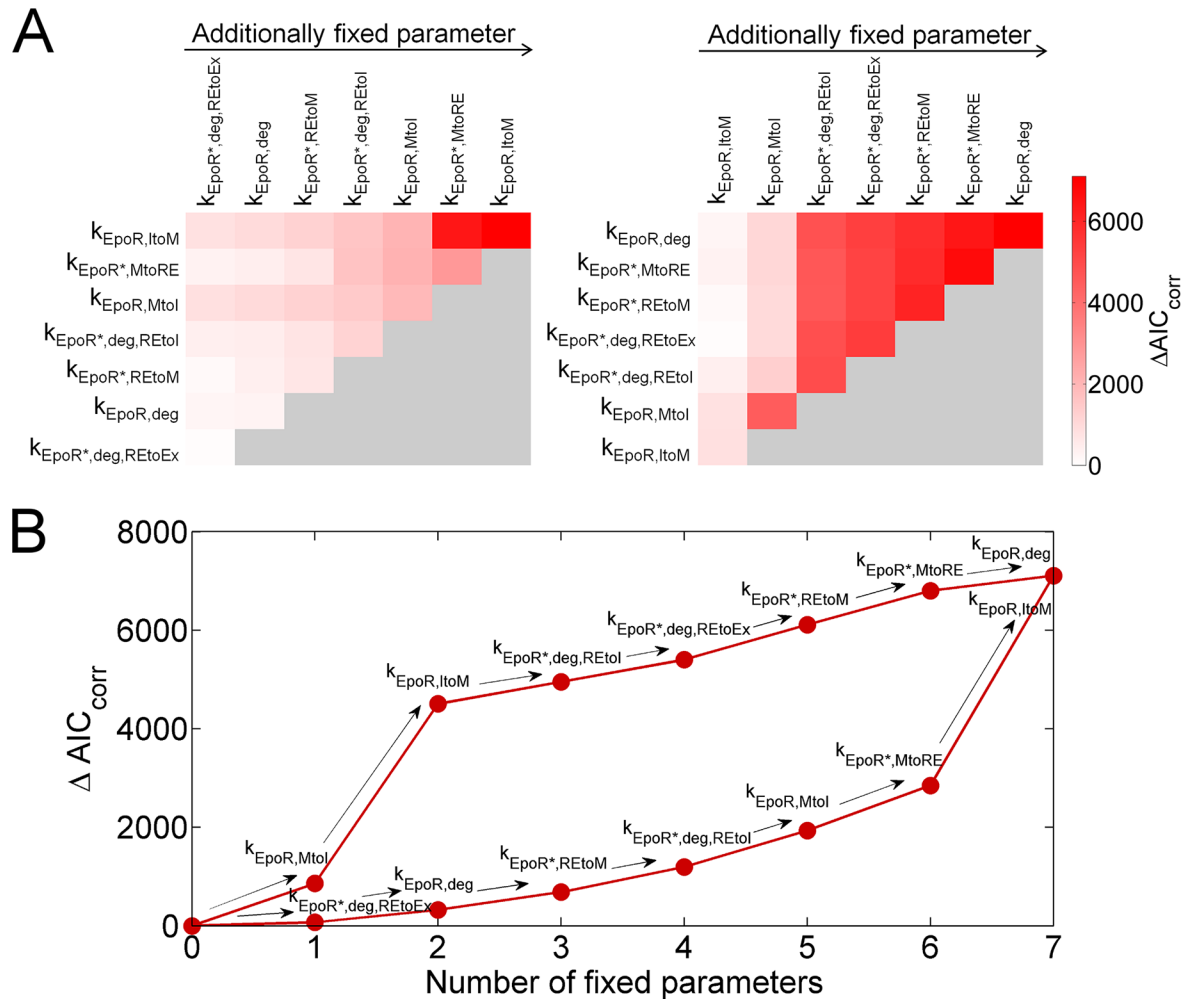 A
Additionally fixed parameter
Additionally fixed parameter
kEpoR*,deg,REtoEx
kEpoR,deg
kEpoR*,REtoM
kEpoR*,deg,REtoI
kEpoR,MtoI
kEpoR*,MtoRE
kEpoR,ItoM
kEpoR,ItoM
kEpoR,MtoI
kEpoR*,deg,REtoI
kEpoR*,deg,REtoEx
kEpoR*,REtoM
kEpoR*,MtoRE
kEpoR,deg
kEpoR,ItoM
kEpoR*,MtoRE
kEpoR,MtoI
kEpoR*,deg,REtoI
kEpoR*,REtoM
kEpoR,deg
kEpoR*,deg,REtoEx
kEpoR,deg
kEpoR*,MtoRE
kEpoR*,REtoM
kEpoR*,deg,REtoEx
kEpoR*,deg,REtoI
kEpoR,MtoI
kEpoR,ItoM
6000
4000
2000
0
ΔAICcorr
B
8000
6000
4000
2000
0
Δ AICcorr
kEpoR,deg
kEpoR*,MtoRE
kEpoR*,REtoM
kEpoR,ItoM
kEpoR*,deg,REtoEx
kEpoR*,deg,REtoI
kEpoR,ItoM
kEpoR*,MtoRE
kEpoR,MtoI
kEpoR*,deg,REtoI
kEpoR,MtoI
kEpoR*,REtoM
kEpoR,deg
kEpoR*,deg,REtoEx
0 1 2 3 4 5 6 7
Number of fixed parameters